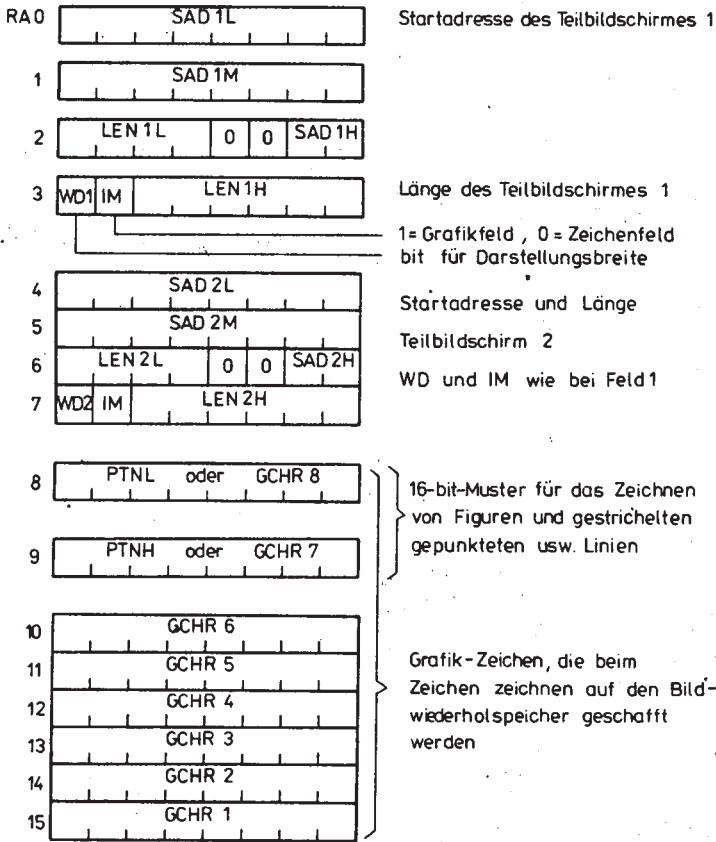 RA0 SAD 1L Startadresse des Teilbildschirmes 1
1 SAD 1M
2 LEN 1L 0 0 SAD 1H
3 WD1 IM LEN 1H Länge des Teilbildschirmes 1
1 = Grafikfeld , 0 = Zeichenfeld
bit für Darstellungsbreite
4 SAD 2L
Startadresse und Länge
5 SAD 2M
Teilbildschirm 2
6 LEN 2L 0 0 SAD 2H
WD und IM wie bei Feld 1
7 WD2 IM LEN 2H
8 PTNL oder GCHR 8
16-bit-Muster für das Zeichnen
von Figuren und gestrichelten
gepunkteten usw. Linien
9 PTNH oder GCHR 7
10 GCHR 6
11 GCHR 5
Grafik-Zeichen, die beim
12 GCHR 4
Zeichen zeichnen auf den Bild-
wiederholspeicher geschafft
13 GCHR 3
werden
14 GCHR 2
15 GCHR 1